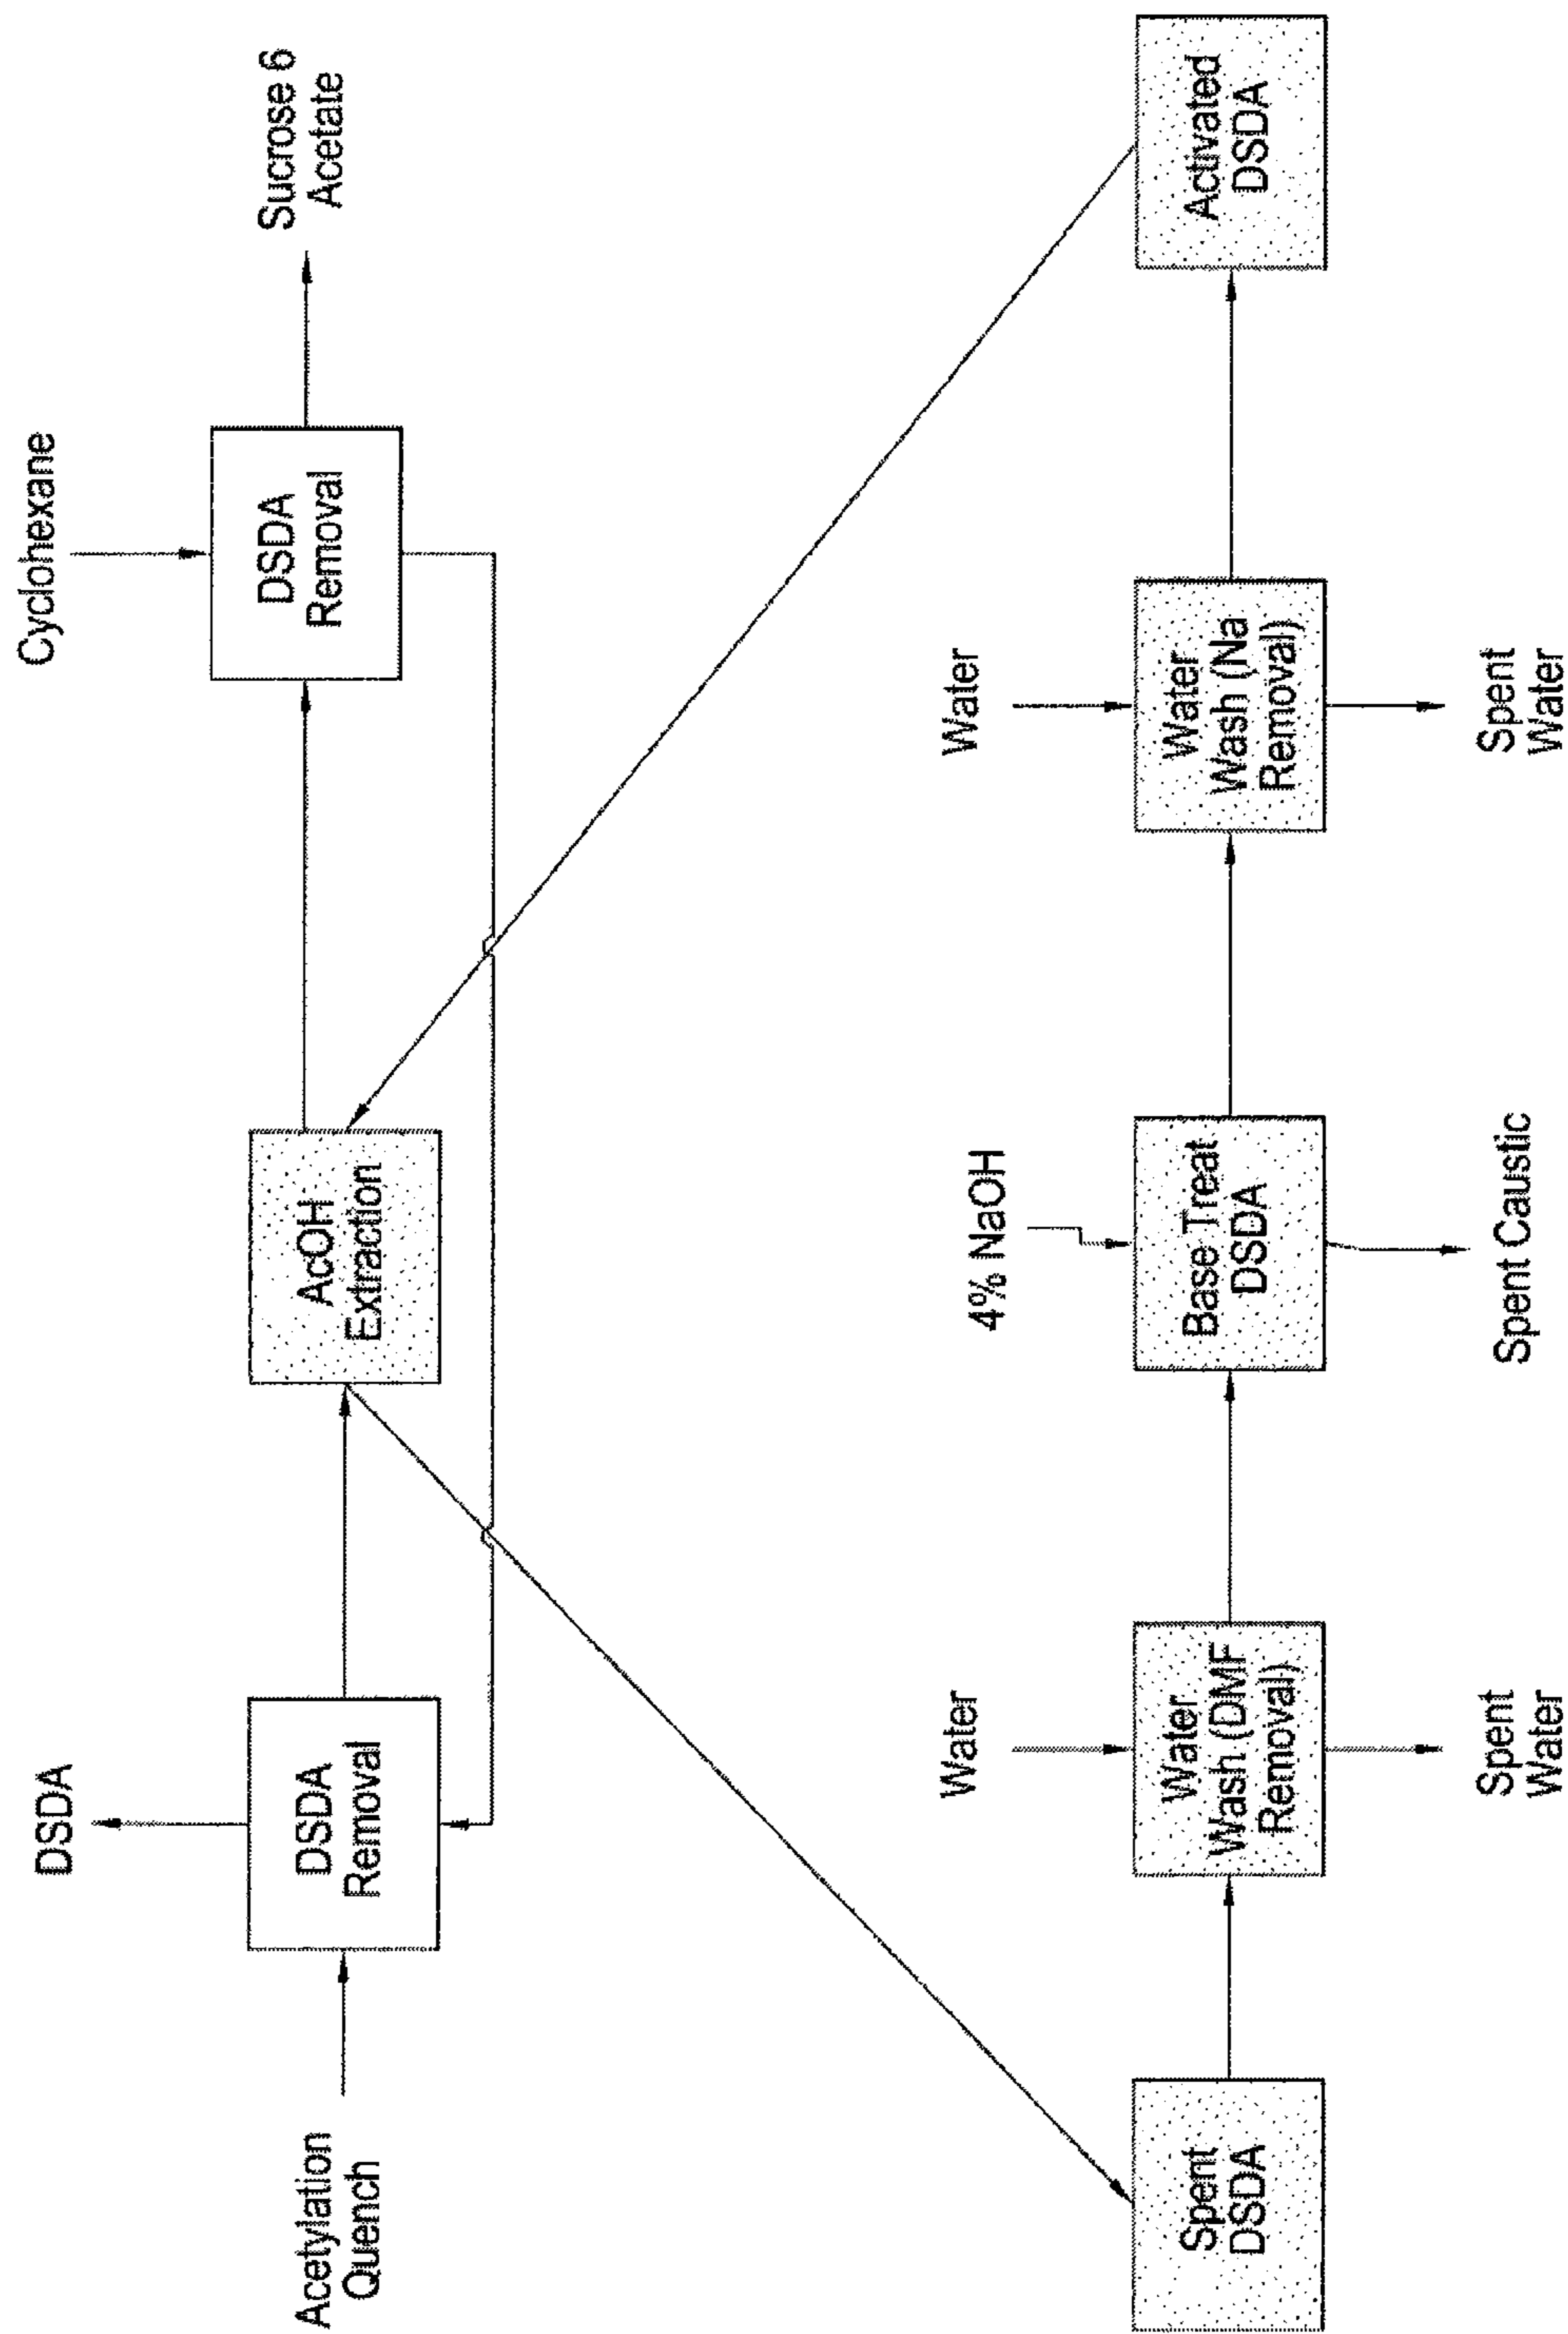 DSDA
Cyclohexane
Acetylation
Quench
DSDA
Removal
AcOH
Extraction
DSDA
Removal
Sucrose 6
Acetate
Water
4% NaOH
Water
Spent
DSDA
Water
Wash (DMF
Removal)
Base Treat
DSDA
Water
Wash (Na
Removal)
Activated
DSDA
Spent
Water
Spent Caustic
Spent
Water